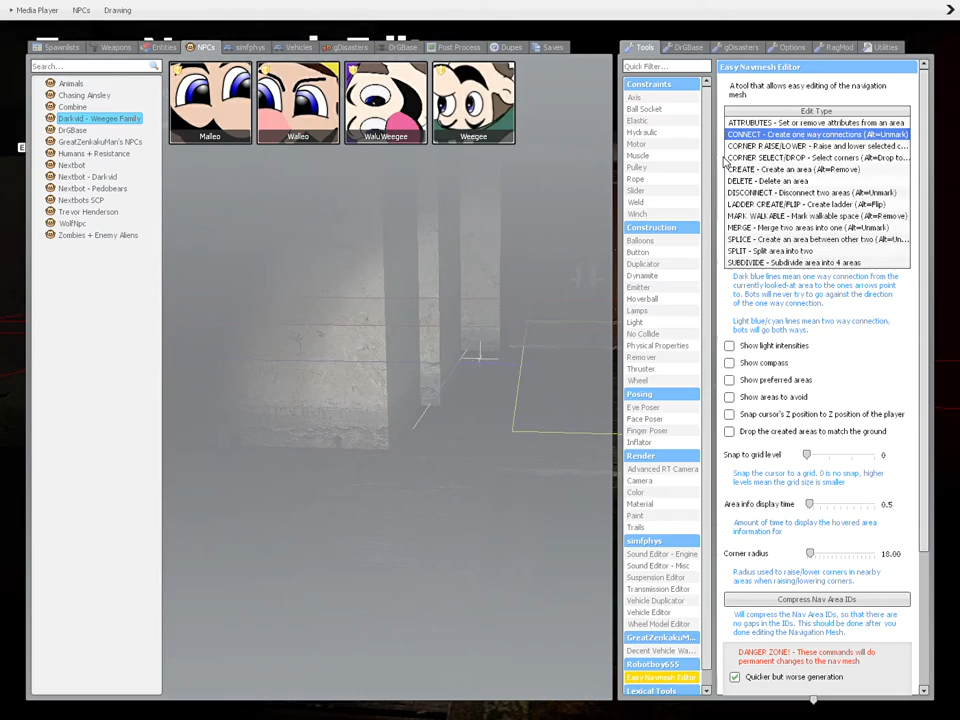 Media Player NPCs Drawing
Spawnlists Weapons Entities NPCs simfphys Vehicles gDisasters DrGBase Post Process Dupes Saves
Search...
Animals
Chasing Ainsley
Combine
Darkvid - Weegee Family
DrGBase
GreatZenkaku's NPCs
Humans + Resistance
Nextbot
Nextbot - Darkvid
Nextbot - Pedobears
Nextbots SCP
Trevor Henderson
WolfNpc
Zombies + Enemy Aliens
Malleo Walleo WaluWeegee Weegee
Tools DrGBase gDisasters Options RagMod Utilities
Quick Filter...
Constraints
Axis
Ball Socket
Elastic
Hydraulic
Motor
Muscle
Pulley
Rope
Slider
Weld
Winch
Construction
Balloons
Button
Duplicator
Dynamite
Emitter
Hoverball
Lamps
Light
No Collide
Physical Properties
Remover
Thruster
Wheel
Posing
Eye Poser
Face Poser
Finger Poser
Inflator
Render
Advanced RT Camera
Camera
Color
Material
Paint
Trails
simfphys
Sound Editor - Engine
Sound Editor - Misc
Suspension Editor
Transmission Editor
Vehicle Duplicator
Vehicle Editor
Wheel Model Editor
GreatZenkakuM...
Decent Vehicle Wa...
Robotboy655
Easy Navmesh Editor
Lexical Tools
Easy Navmesh Editor
A tool that allows easy editing of the navigation
mesh
Edit Type
ATTRUBUTES - Set or remove attributes from an area
CONNECT - Create one way connections (Alt=Unmark)
CORNER RAISE/LOWER - Raise and lower selected c...
CORNER SELECT/DROP - Select corners (Alt=Drop to...
CREATE - Create an area (Alt=Remove)
DELETE - Delete an area
DISCONNECT - Disconnect two areas (Alt=Unmark)
LADDER CREATE/FLIP - Create ladder (Alt=Flip)
MARK WALKABLE - Mark walkable space (Alt=Remove)
MERGE - Merge two areas into one (Alt=Unmark)
SPLICE - Create an area between other two (Alt=Un...
SPLIT - Split area into two
SUBDIVIDE - Subdivide area into 4 areas
Dark blue lines mean one way connection from the
currently looked-at area to the ones arrows point
to. Bots will never try to go against the direction
of the one way connection.
Light blue/cyan lines mean two way connection,
bots will go both ways.
Show light intensities
Show compass
Show preferred areas
Show areas to avoid
Snap cursor's Z position to Z position of the player
Drop the created areas to match the ground
Snap to grid level 0
Snap the cursor to a grid. 0 is no snap, higher
levels mean the grid size is smaller
Area info display time 0.5
Amount of time to display the hovered area
information for
Corner radius 18.00
Radius used to raise/lower corners in nearby
areas when raising/lowering corners.
Compress Nav Area IDs
Will compress the Nav Area IDs, so that there are
no gaps in the IDs. This should be done after you
done editing the Navigation Mesh.
DANGER ZONE! - These commands will do
permanent changes to the nav mesh
Quicker but worse generation